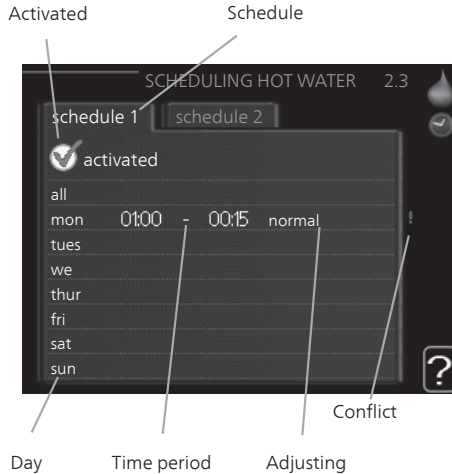 Activated Schedule
SCHEDULING HOT WATER 2.3
schedule 1 schedule 2
activated
all
mon 01:00 - 00:15 normal !
tues
we
thur
fri
sat
sun
?
Conflict
Day Time period Adjusting